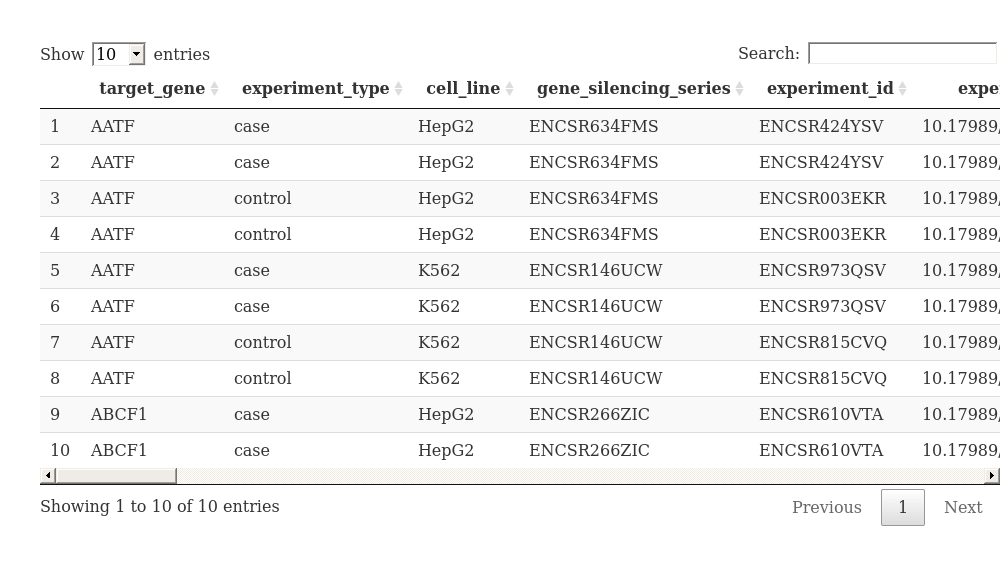 Show 10 entries Search:
target_gene experiment_type cell_line gene_silencing_series experiment_id expe
1 AATF case HepG2 ENCSR634FMS ENCSR424YSV 10.17989/
2 AATF case HepG2 ENCSR634FMS ENCSR424YSV 10.17989/
3 AATF control HepG2 ENCSR634FMS ENCSR003EKR 10.17989/
4 AATF control HepG2 ENCSR634FMS ENCSR003EKR 10.17989/
5 AATF case K562 ENCSR146UCW ENCSR973QSV 10.17989/
6 AATF case K562 ENCSR146UCW ENCSR973QSV 10.17989/
7 AATF control K562 ENCSR146UCW ENCSR815CVQ 10.17989/
8 AATF control K562 ENCSR146UCW ENCSR815CVQ 10.17989/
9 ABCF1 case HepG2 ENCSR266ZIC ENCSR610VTA 10.17989/
10 ABCF1 case HepG2 ENCSR266ZIC ENCSR610VTA 10.17989/
Showing 1 to 10 of 10 entries Previous 1 Next